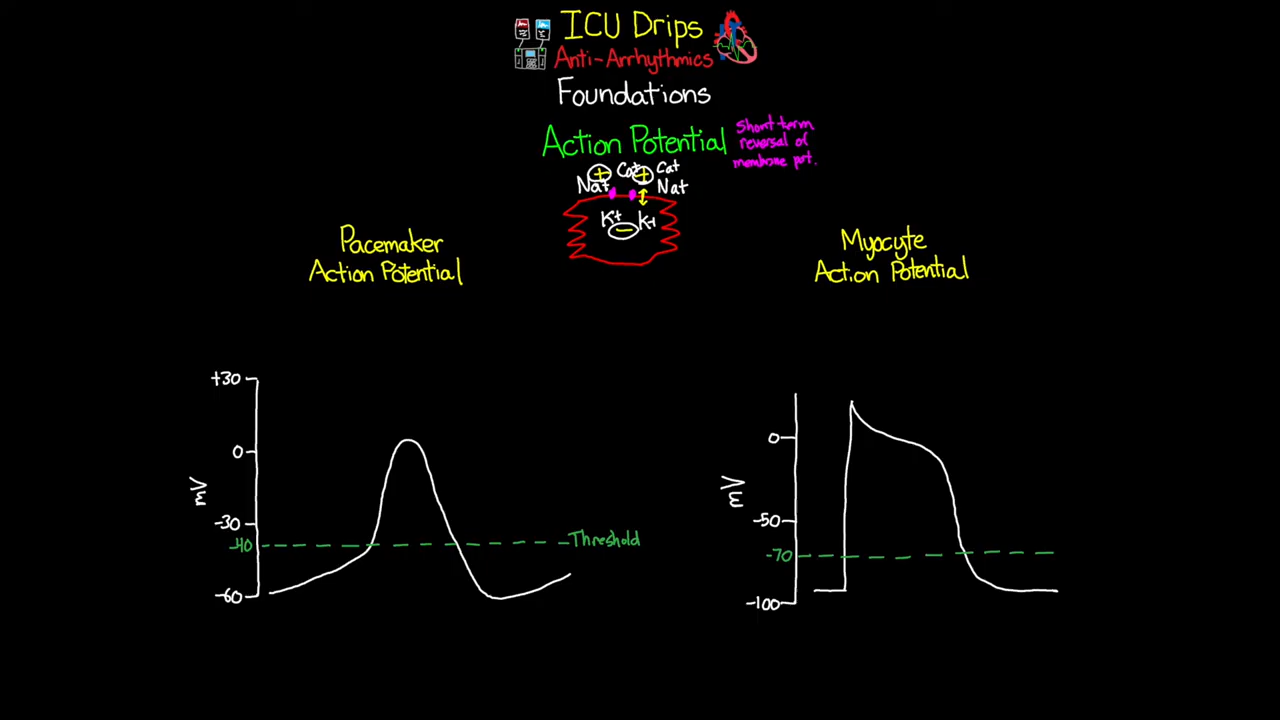 ICU Drips
Anti-Arrhythmics
Foundations
Action Potential
Short term
reversal of
membrane pot.
+ Ca+ + Ca+
Na+ Na+
K+ K+
−
Pacemaker
Action Potential
Myocyte
Action Potential
+30
0
-30
-40
-60
mV
Threshold
0
-50
-70
-100
mV